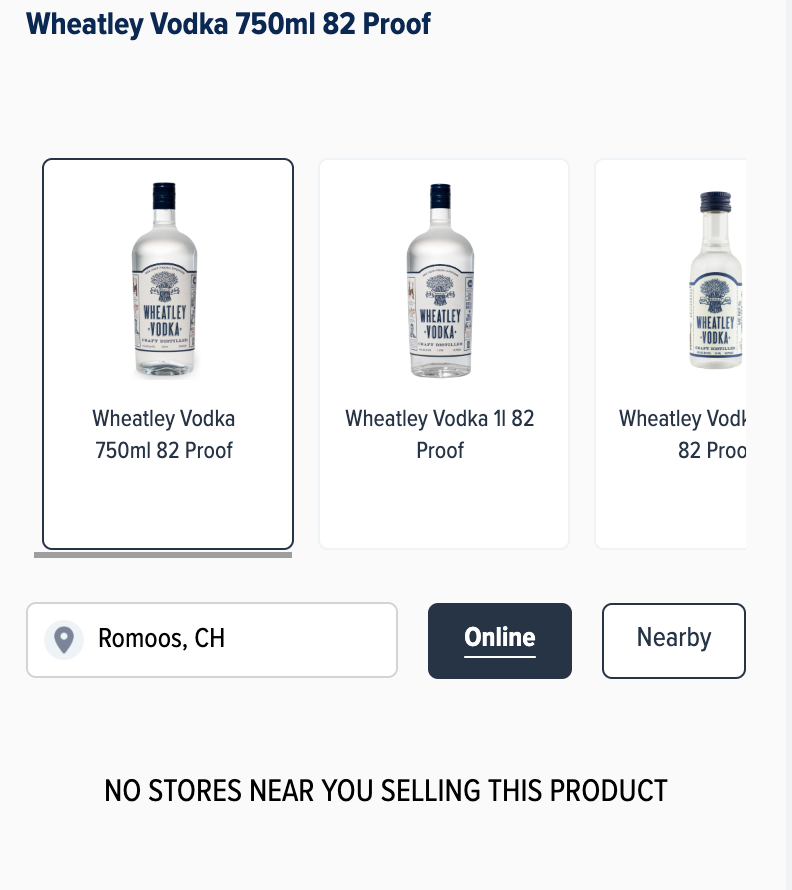 Wheatley Vodka 750ml 82 Proof
WHEATLEY
VODKA
CRAFT DISTILLED
WHEATLEY
·VODKA·
CRAFT DISTILLED
WHEATLEY
·VODKA·
CRAFT DISTILLED
Wheatley Vodka
750ml 82 Proof
Wheatley Vodka 1l 82
Proof
Wheatley Vodk
82 Proo
Romoos, CH
Online
Nearby
NO STORES NEAR YOU SELLING THIS PRODUCT